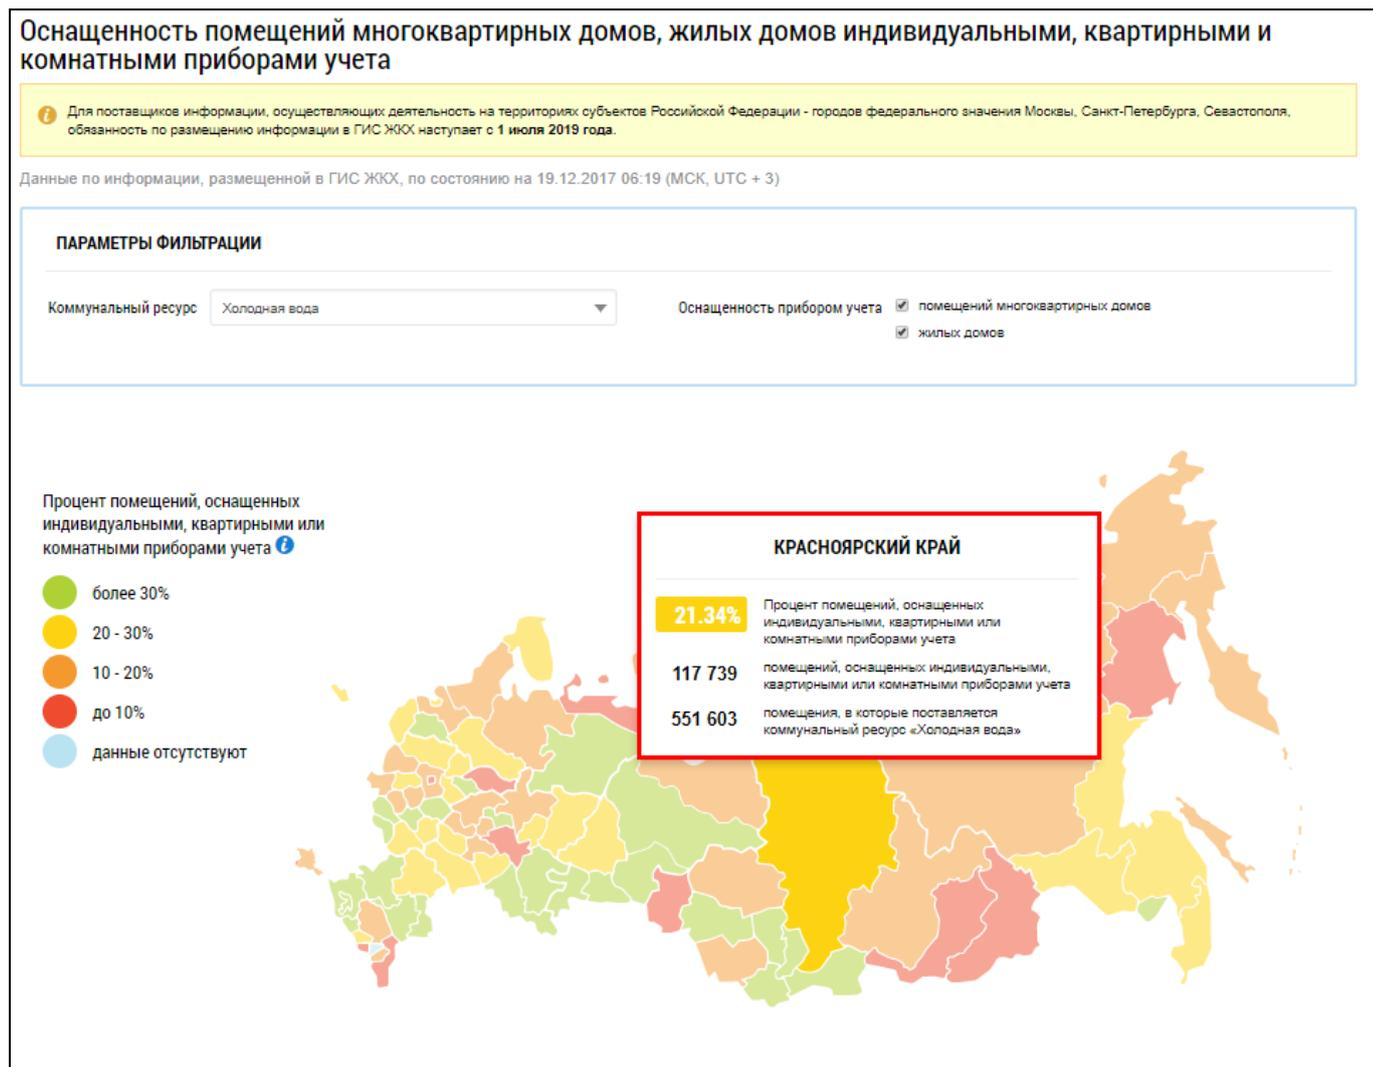 Оснащенность помещений многоквартирных домов, жилых домов индивидуальными, квартирными и
комнатными приборами учета
Для поставщиков информации, осуществляющих деятельность на территориях субъектов Российской Федерации - городов федерального значения Москвы, Санкт-Петербурга, Севастополя,
обязанность по размещению информации в ГИС ЖКХ наступает с 1 июля 2019 года.
Данные по информации, размещенной в ГИС ЖКХ, по состоянию на 19.12.2017 06:19 (МСК, UTC + 3)
ПАРАМЕТРЫ ФИЛЬТРАЦИИ
Коммунальный ресурс
Холодная вода
Оснащенность прибором учета
помещений многоквартирных домов
жилых домов
Процент помещений, оснащенных
индивидуальными, квартирными или
комнатными приборами учета
более 30%
20 - 30%
10 - 20%
до 10%
данные отсутствуют
КРАСНОЯРСКИЙ КРАЙ
21.34%
Процент помещений, оснащенных
индивидуальными, квартирными или
комнатными приборами учета
117 739
помещений, оснащенных индивидуальными,
квартирными или комнатными приборами учета
551 603
помещения, в которые поставляется
коммунальный ресурс «Холодная вода»